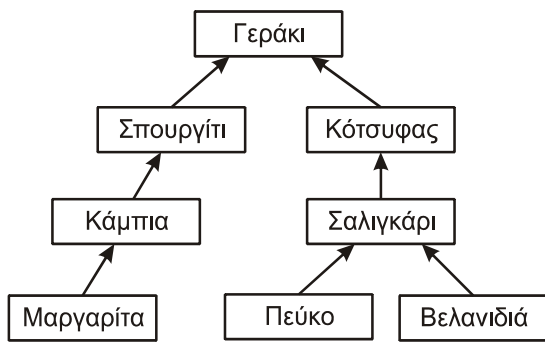 Γεράκι
Σπουργίτι
Κότσυφας
Κάμπια
Σαλιγκάρι
Μαργαρίτα
Πεύκο
Βελανιδιά